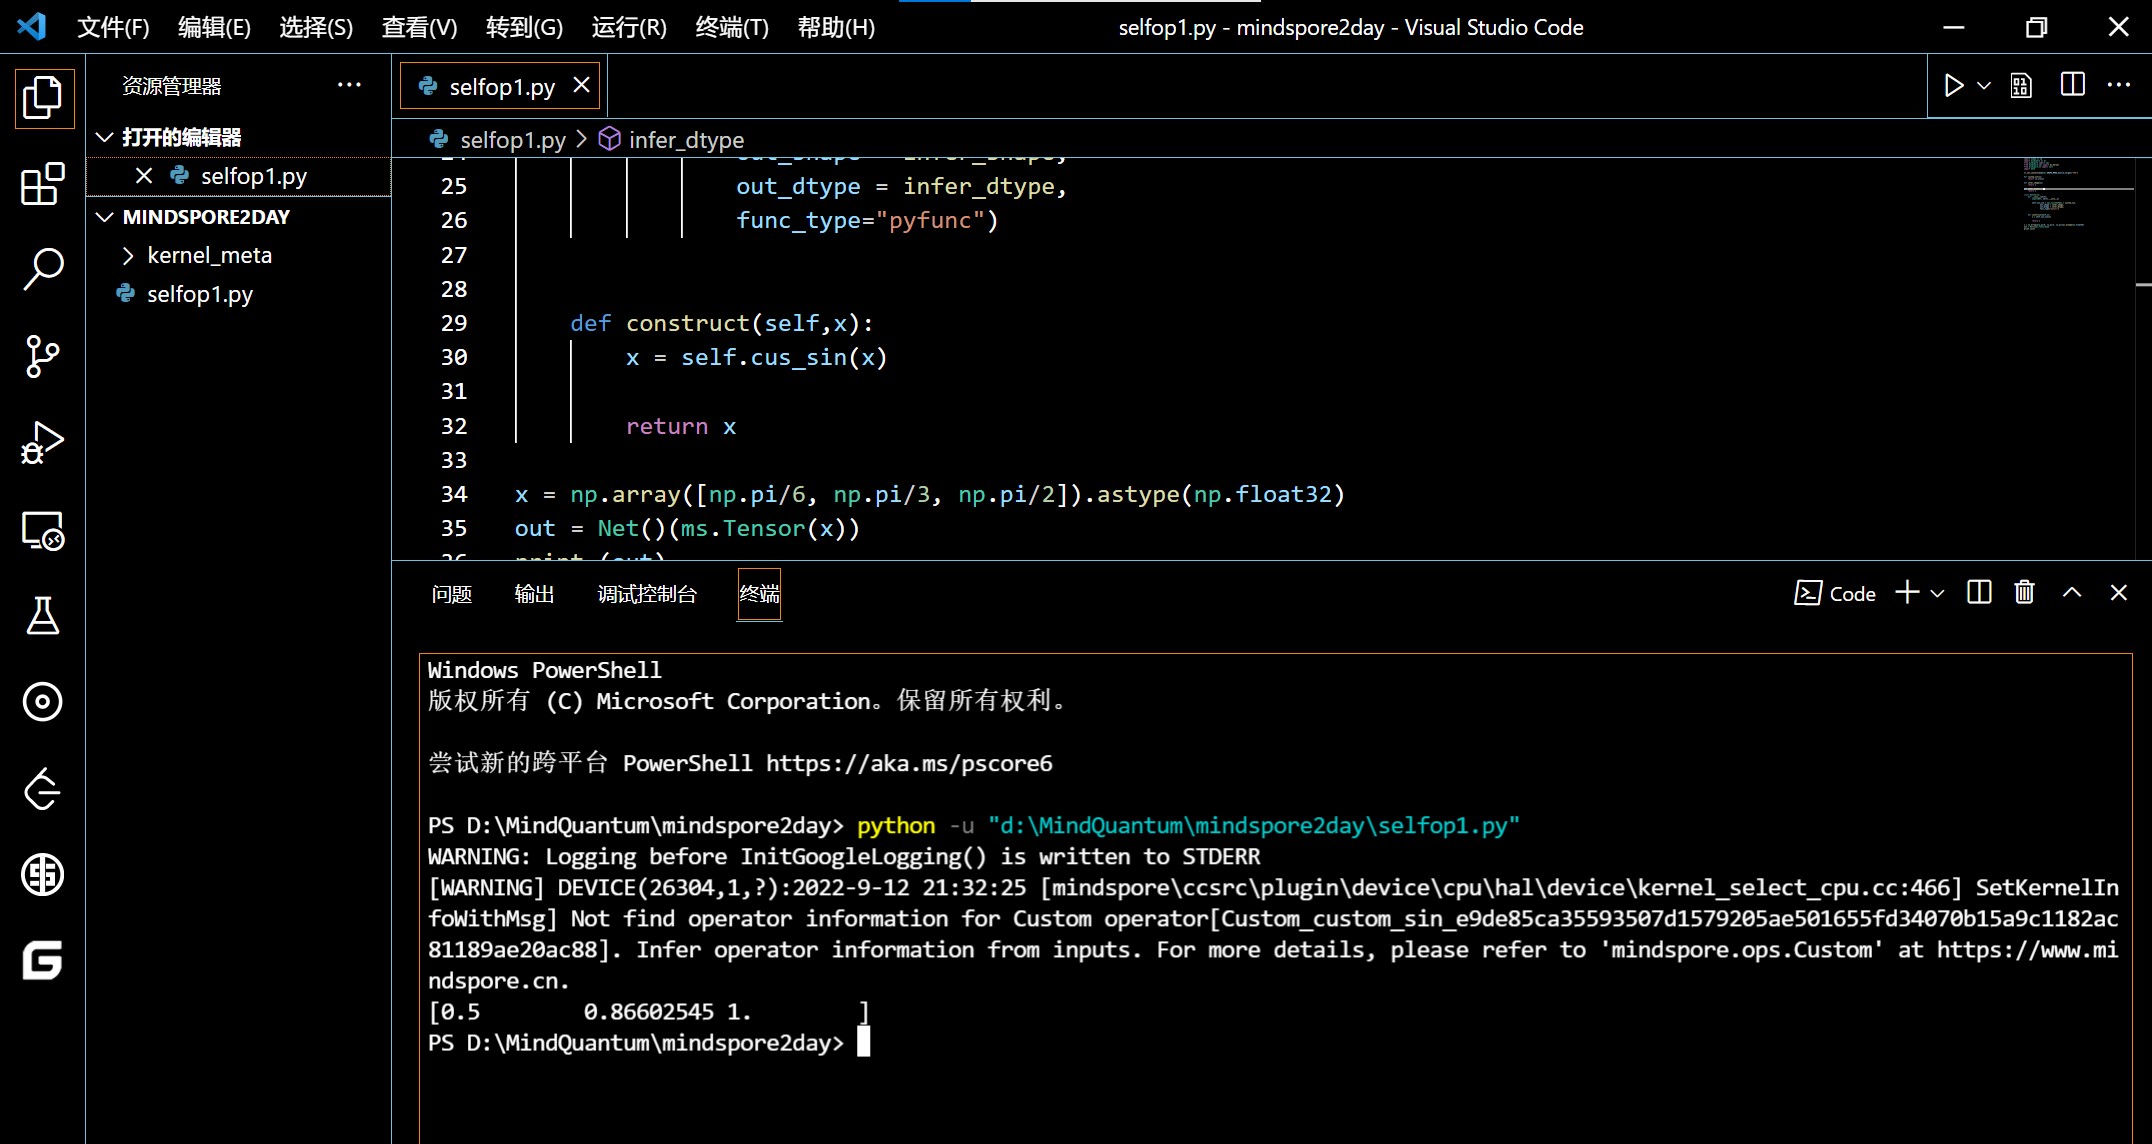 文件(F) 编辑(E) 选择(S) 查看(V) 转到(G) 运行(R) 终端(T) 帮助(H) selfop1.py - mindspore2day - Visual Studio Code
资源管理器
打开的编辑器
selfop1.py
MINDSPORE2DAY
kernel_meta
selfop1.py
selfop1.py
selfop1.py > infer_dtype
24 out_shape = infer_shape,
25 out_dtype = infer_dtype,
26 func_type="pyfunc")
27
28
29 def construct(self,x):
30 x = self.cus_sin(x)
31
32 return x
33
34 x = np.array([np.pi/6, np.pi/3, np.pi/2]).astype(np.float32)
35 out = Net()(ms.Tensor(x))
36 print (out)
问题 输出 调试控制台 终端 Code
Windows PowerShell
版权所有 (C) Microsoft Corporation。保留所有权利。
尝试新的跨平台 PowerShell https://aka.ms/pscore6
PS D:\MindQuantum\mindspore2day> python -u "d:\MindQuantum\mindspore2day\selfop1.py"
WARNING: Logging before InitGoogleLogging() is written to STDERR
[WARNING] DEVICE(26304,1,?):2022-9-12 21:32:25 [mindspore\ccsrc\plugin\device\cpu\hal\device\kernel_select_cpu.cc:466] SetKernelIn
foWithMsg] Not find operator information for Custom operator[Custom_custom_sin_e9de85ca35593507d1579205ae501655fd34070b15a9c1182ac
81189ae20ac88]. Infer operator information from inputs. For more details, please refer to 'mindspore.ops.Custom' at https://www.mi
ndspore.cn.
[0.5 0.86602545 1. ]
PS D:\MindQuantum\mindspore2day>